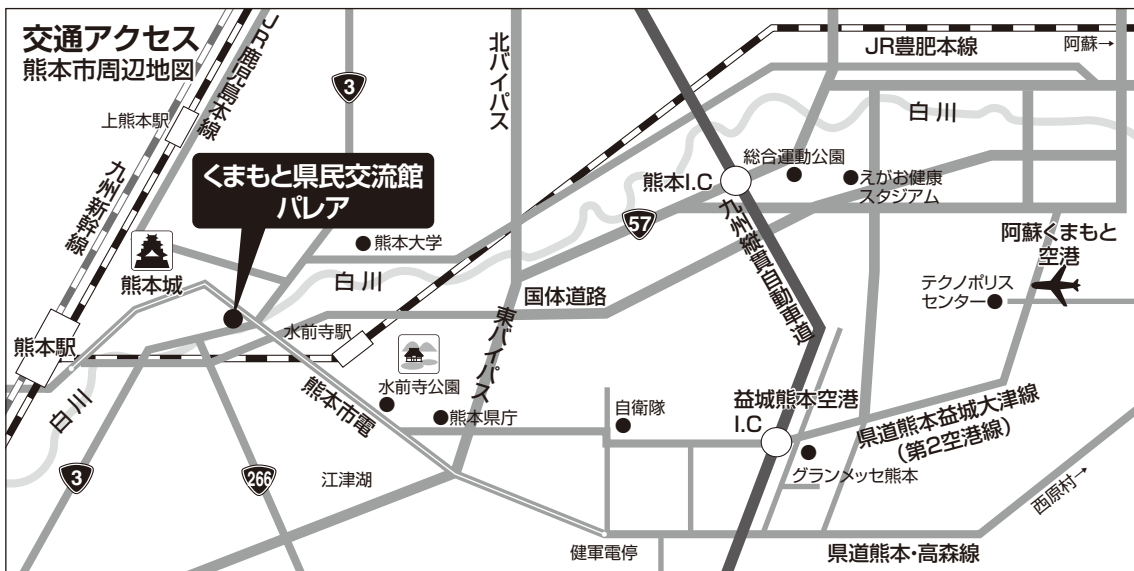 交通アクセス
熊本市周辺地図
JR鹿児島本線
上熊本駅
九州新幹線
3
北バイパス
JR豊肥本線
阿蘇→
白川
くまもと県民交流館
パレア
熊本大学
熊本I.C
総合運動公園
えがお健康
スタジアム
57
九州縦貫自動車道
阿蘇くまもと
空港
テクノポリス
センター
熊本城
白川
国体道路
東バイパス
水前寺駅
熊本駅
白川
水前寺公園
熊本県庁
熊本市電
自衛隊
益城熊本空港
I.C
県道熊本益城大津線
(第2空港線)
グランメッセ熊本
西原村→
3
266
江津湖
健軍電停
県道熊本・高森線